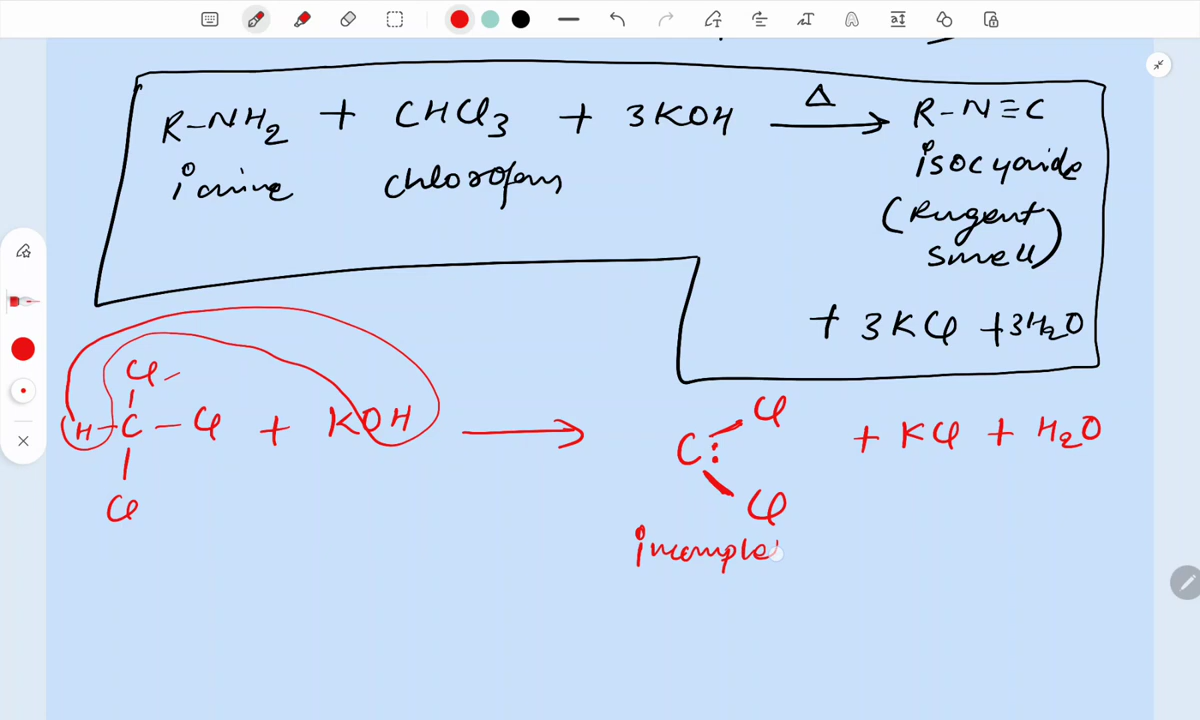 R-NH2 + CHCl3 + 3KOH Δ → R-N≡C
1° amine chloroform isocyanide
(Pungent
smell)
+ 3KCl + 3H2O
Cl
H-C-Cl + KOH → C: Cl Cl + KCl + H2O
Cl
incomplet